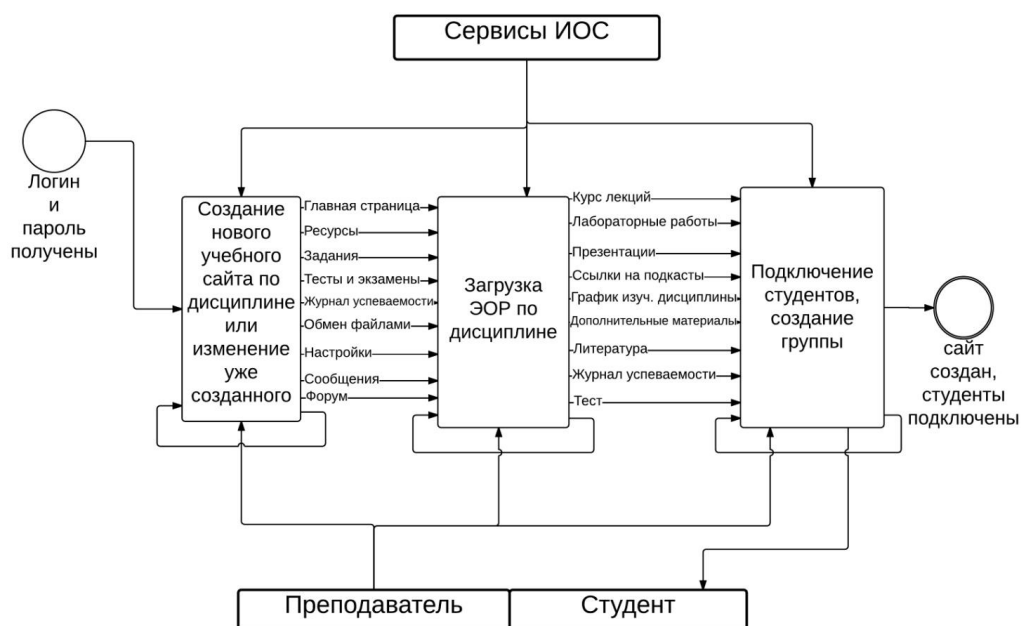 Сервисы ИОС
Логин
и
пароль
получены
Создание
нового
учебного
сайта по
дисциплине
или
изменение
уже
созданного
Главная страница
Ресурсы
Задания
Тесты и экзамены
Журнал успеваемости
Обмен файлами
Настройки
Сообщения
Форум
Загрузка
ЭОР по
дисциплине
Курс лекций
Лабораторные работы
Презентации
Ссылки на подкасты
График изуч. дисциплины
Дополнительные материалы
Литература
Журнал успеваемости
Тест
Подключение
студентов,
создание
группы
сайт
создан,
студенты
подключены
Преподаватель
Студент